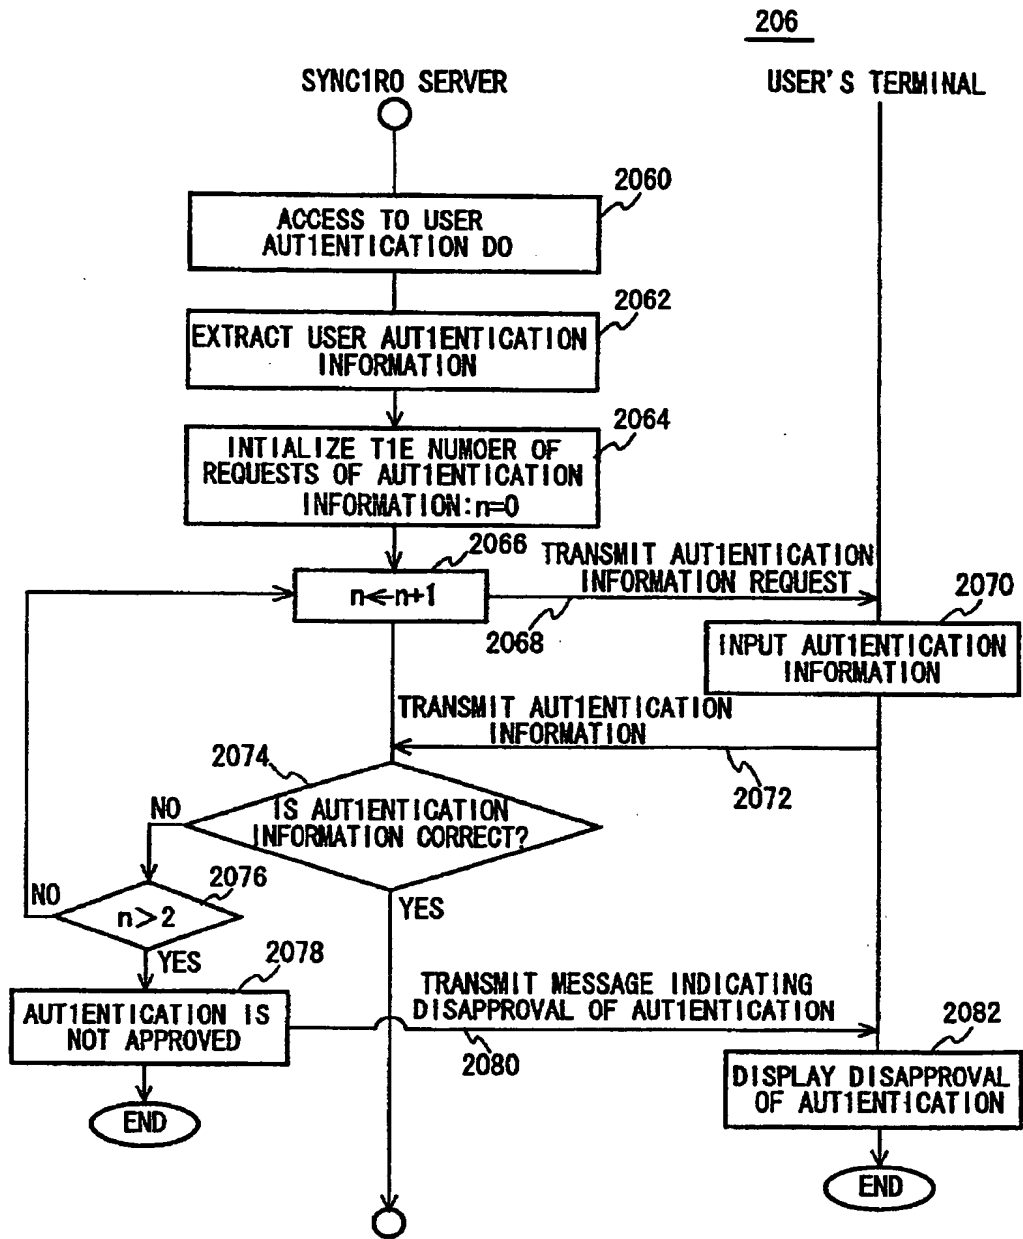 206
SYNC1RO SERVER
USER'S TERMINAL
2060
ACCESS TO USER
AUT1ENTICATION DO
2062
EXTRACT USER AUT1ENTICATION
INFORMATION
2064
INTIALIZE T1E NUMOER OF
REQUESTS OF AUT1ENTICATION
INFORMATION:n=0
2066
n←n+1
TRANSMIT AUT1ENTICATION
INFORMATION REQUEST
2068
2070
INPUT AUT1ENTICATION
INFORMATION
TRANSMIT AUT1ENTICATION
INFORMATION
2072
2074
IS AUT1ENTICATION
INFORMATION CORRECT?
NO
YES
2076
n>2
NO
YES
2078
AUT1ENTICATION IS
NOT APPROVED
TRANSMIT MESSAGE INDICATING
DISAPPROVAL OF AUT1ENTICATION
2080
2082
DISPLAY DISAPPROVAL
OF AUT1ENTICATION
END
END